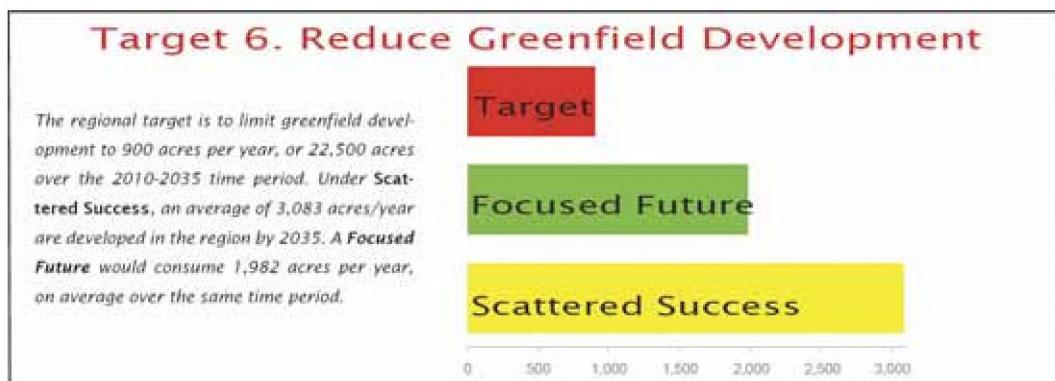 Target 6. Reduce Greenfield Development
The regional target is to limit greenfield devel-
opment to 900 acres per year, or 22,500 acres
over the 2010-2035 time period. Under Scat-
tered Success, an average of 3,083 acres/year
are developed in the region by 2035. A Focused
Future would consume 1,982 acres per year,
on average over the same time period.
Target
Focused Future
Scattered Success
0 500 1,000 1,500 2,000 2,500 3,000